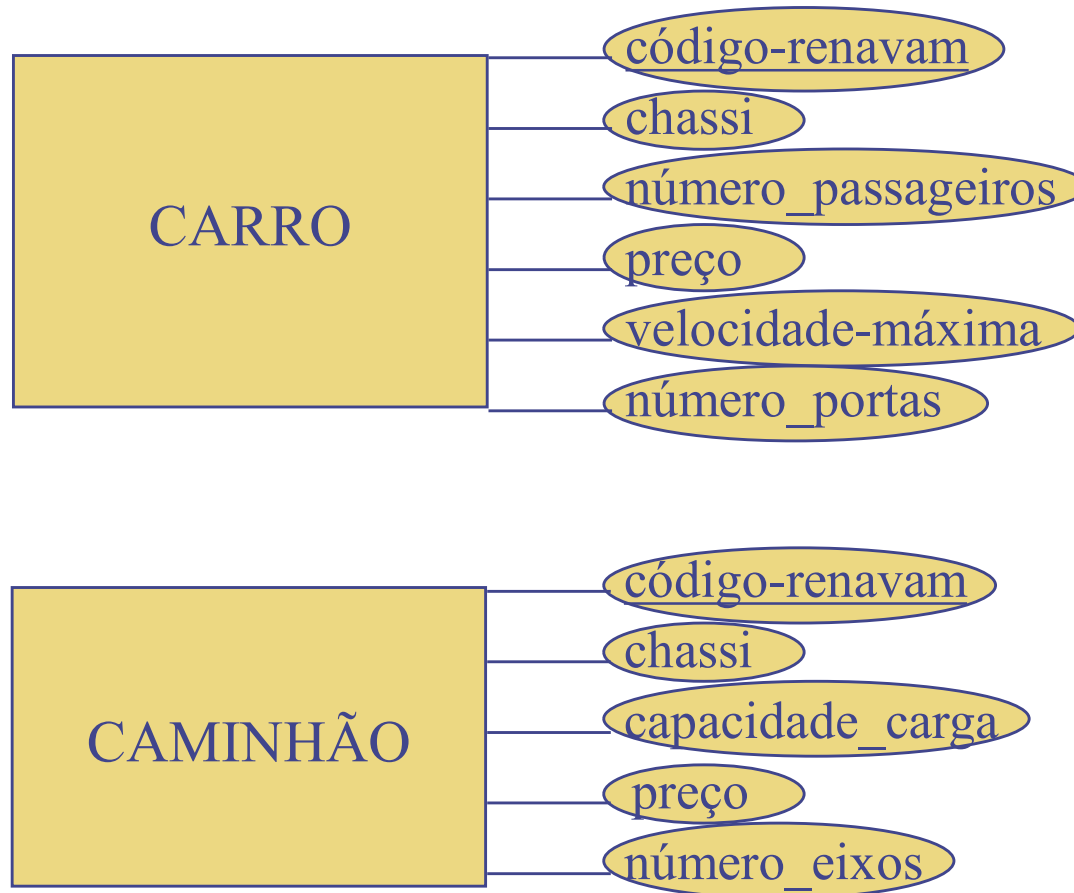 código-renavam
chassi
número_passageiros
CARRO
preço
velocidade-máxima
número_portas
código-renavam
chassi
capacidade_carga
CAMINHÃO
preço
número_eixos